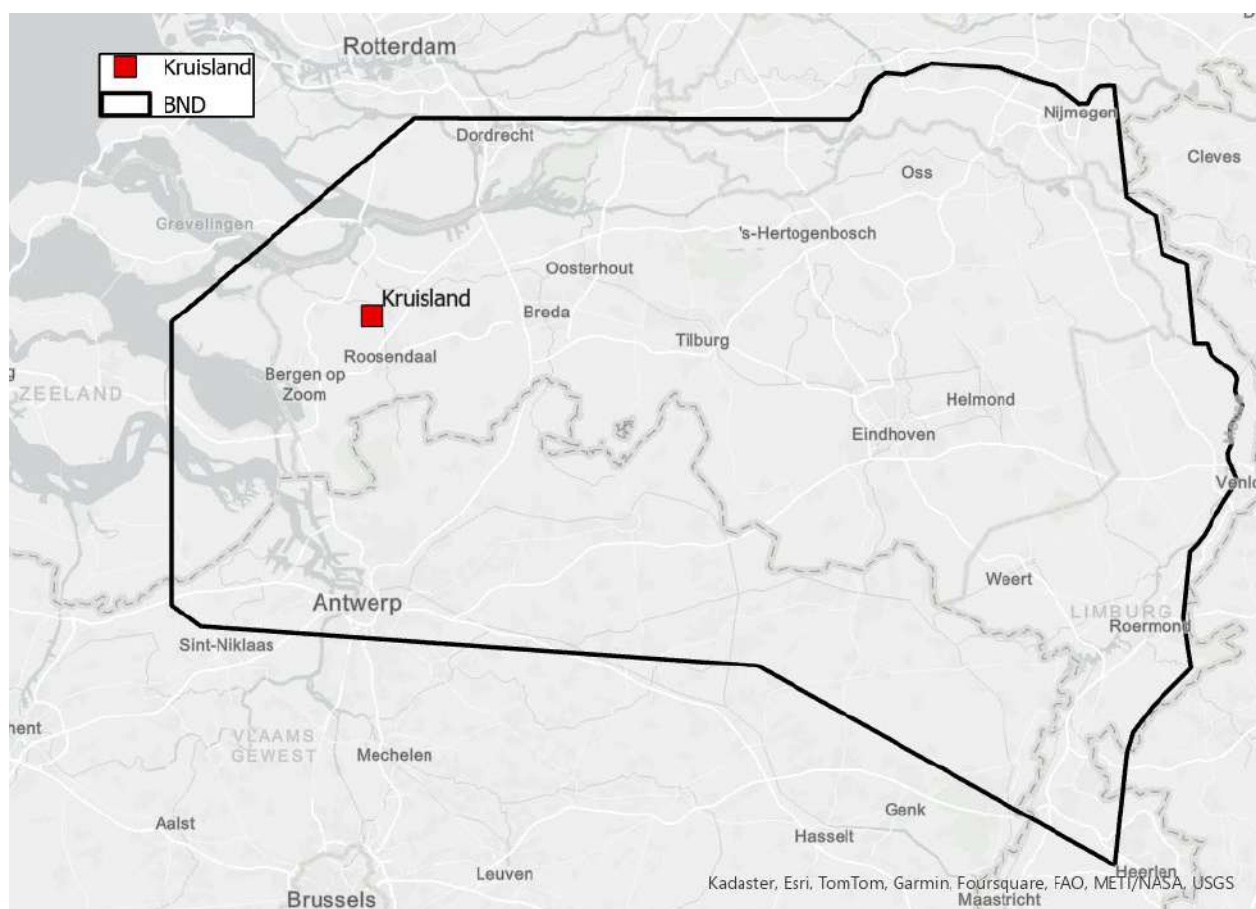 Rotterdam
Kruisland
BND
Dordrecht
Nijmegen
Cleves
Oss
Grevelingen
's-Hertogenbosch
Oosterhout
Kruisland
Breda
Tilburg
Roosendaal
Bergen op
Zoom
ZEELAND
Helmond
Eindhoven
Venlo
Weert
Antwerp
LIMBURG
Roermond
Sint-Niklaas
VLAAMS
GEWEST
Mechelen
Genk
Aalst
Hasselt
Leuven
Heerlen
Kadaster, Esri, TomTom, Garmin, Foursquare, FAO, METI/NASA, USGS
Maastricht
Brussels